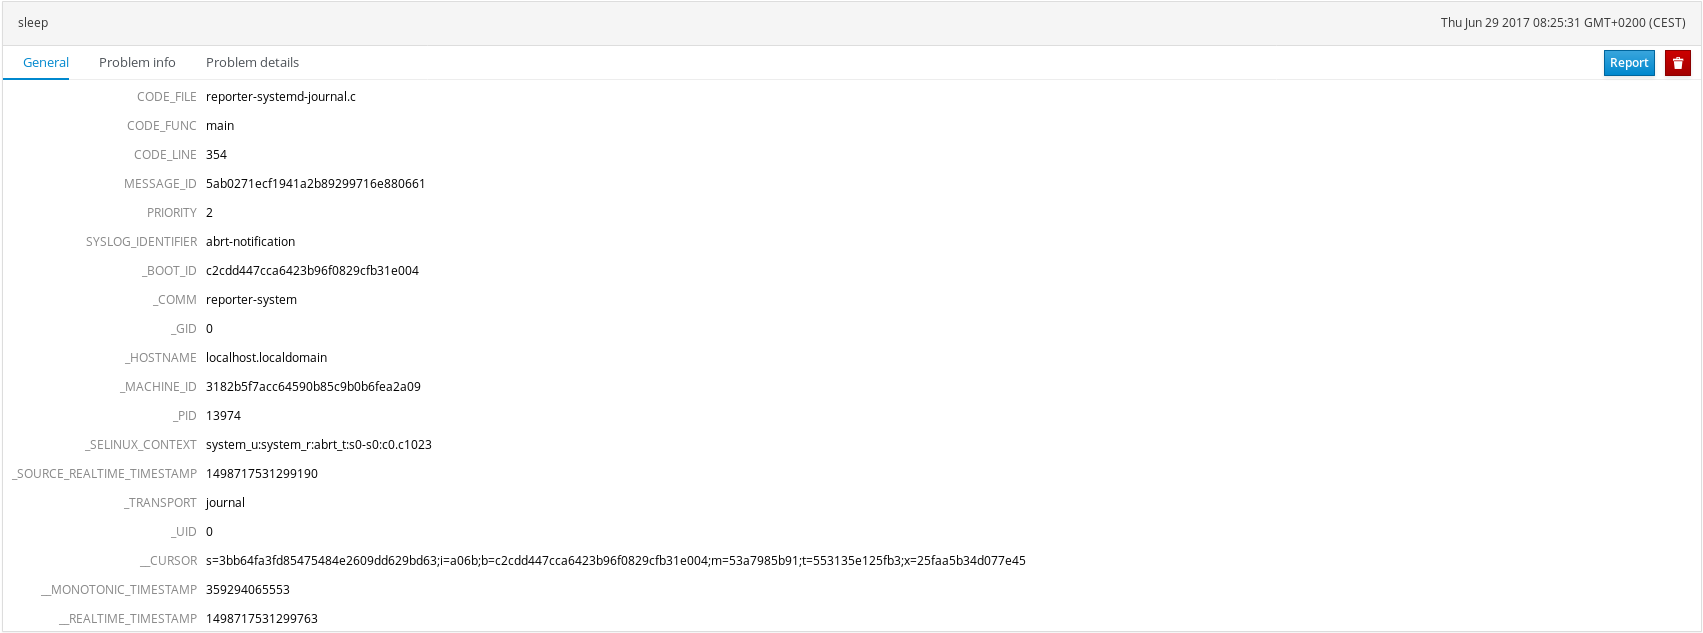 sleep Thu Jun 29 2017 08:25:31 GMT+0200 (CEST)
General Problem info Problem details Report
CODE_FILE reporter-systemd-journal.c
CODE_FUNC main
CODE_LINE 354
MESSAGE_ID 5ab0271ecf1941a2b89299716e880661
PRIORITY 2
SYSLOG_IDENTIFIER abrt-notification
_BOOT_ID c2cdd447cca6423b96f0829cfb31e004
_COMM reporter-system
_GID 0
_HOSTNAME localhost.localdomain
_MACHINE_ID 3182b5f7acc64590b85c9b0b6fea2a09
_PID 13974
_SELINUX_CONTEXT system_u:system_r:abrt_t:s0-s0:c0.c1023
_SOURCE_REALTIME_TIMESTAMP 1498717531299190
_TRANSPORT journal
_UID 0
__CURSOR s=3bb64fa3fd85475484e2609dd629bd63;i=a06b;b=c2cdd447cca6423b96f0829cfb31e004;m=53a7985b91;t=553135e125fb3;x=25faa5b34d077e45
__MONOTONIC_TIMESTAMP 359294065553
__REALTIME_TIMESTAMP 1498717531299763